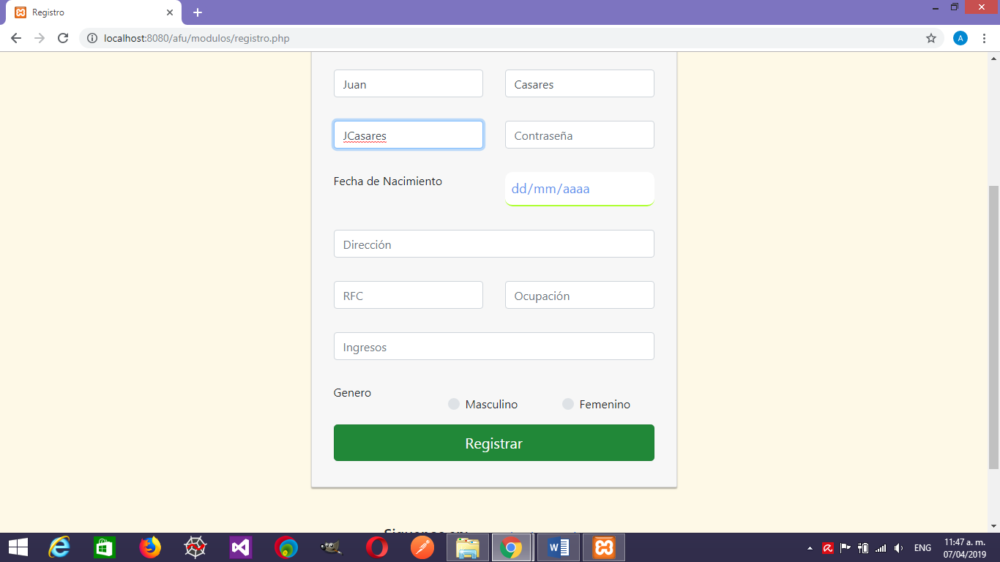 Registro
localhost:8080/afu/modulos/registro.php
A
Juan
Casares
JCasares
Contraseña
Fecha de Nacimiento
dd/mm/aaaa
Dirección
RFC
Ocupación
Ingresos
Genero
Masculino
Femenino
Registrar
ENG
11:47 a. m.
07/04/2019